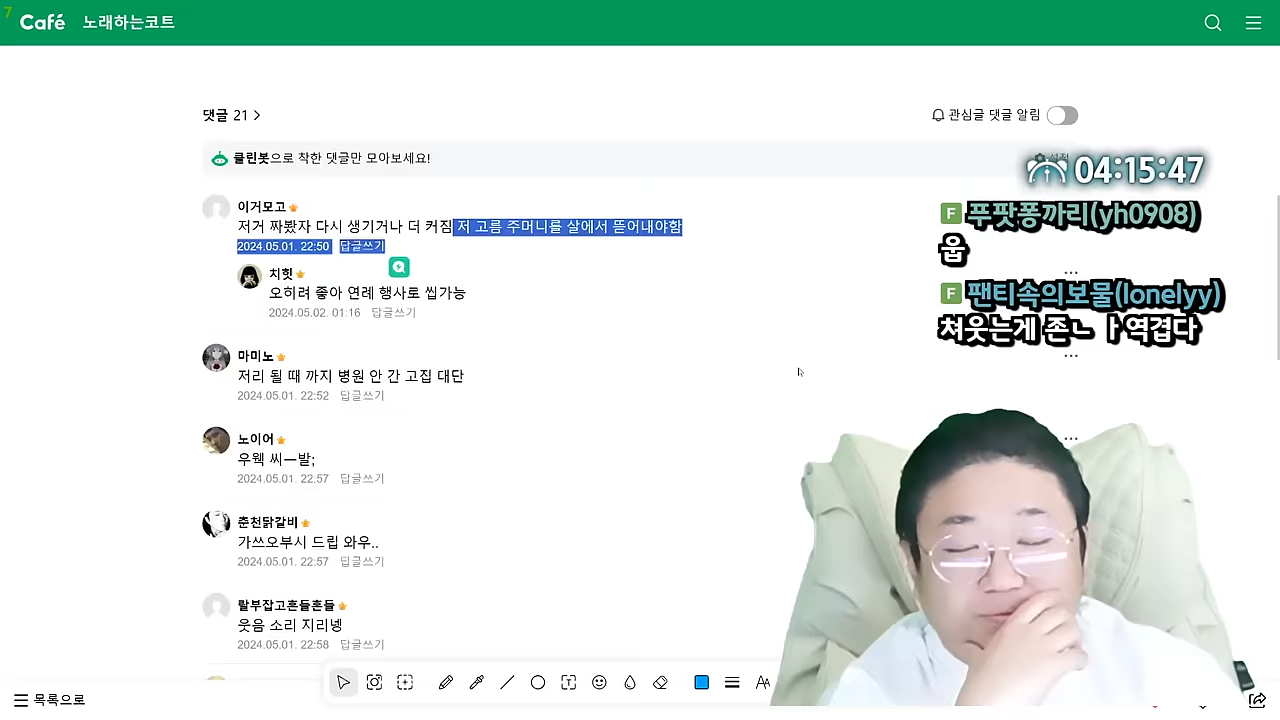 7
Café 노래하는코트
댓글 21
관심글 댓글 알림
클린봇으로 착한 댓글만 모아보세요!
04:15:47
이거모고
저거 짜봤자 다시 생기거나 더 커짐 저 고름 주머니를 살에서 뜯어내야함
2024.05.01. 22:50 답글쓰기
치힛
오히려 좋아 연례 행사로 씹가능
2024.05.02. 01:16 답글쓰기
마미노
저리 될 때 까지 병원 안 간 고집 대단
2024.05.01. 22:52 답글쓰기
노이어
우웩 씨—발;
2024.05.01. 22:57 답글쓰기
춘천닭갈비
가쓰오부시 드립 와우..
2024.05.01. 22:57 답글쓰기
랄부잡고흔들흔들
웃음 소리 지리넹
2024.05.01. 22:58 답글쓰기
F 푸팟퐁까리(yh0908)
웁
F 팬티속의보물(lonelyy)
쳐웃는게 존ㄴㅏ역겹다
목록으로